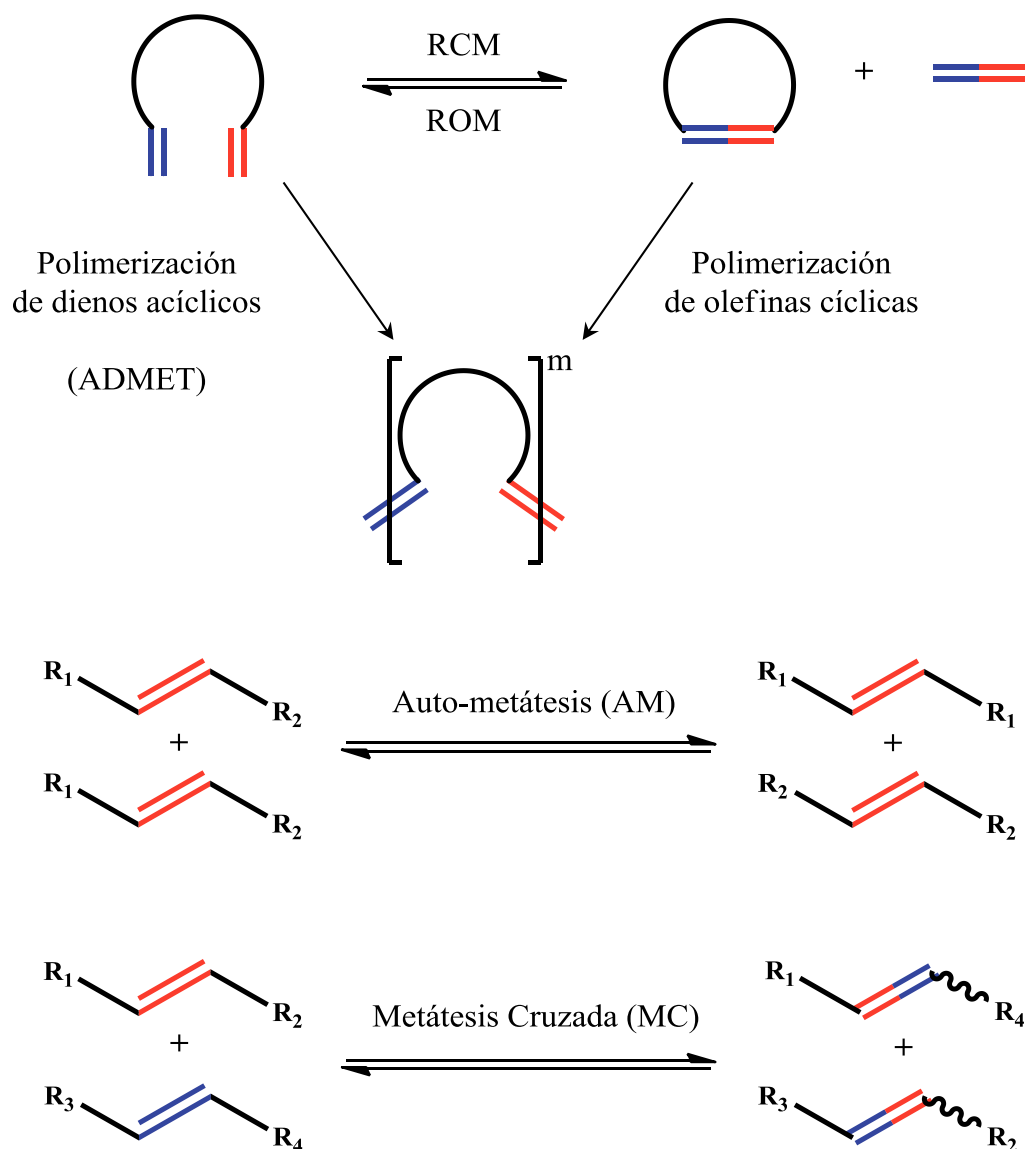 RCM
+
ROM
Polimerización
de dienos acíclicos
(ADMET)
Polimerización
de olefinas cíclicas
m
R₁
R₂
+
R₁
R₂
Auto-metátesis (AM)
R₁
R₁
+
R₂
R₂
R₁
R₂
+
R₃
R₄
Metátesis Cruzada (MC)
R₁
R₄
+
R₃
R₂